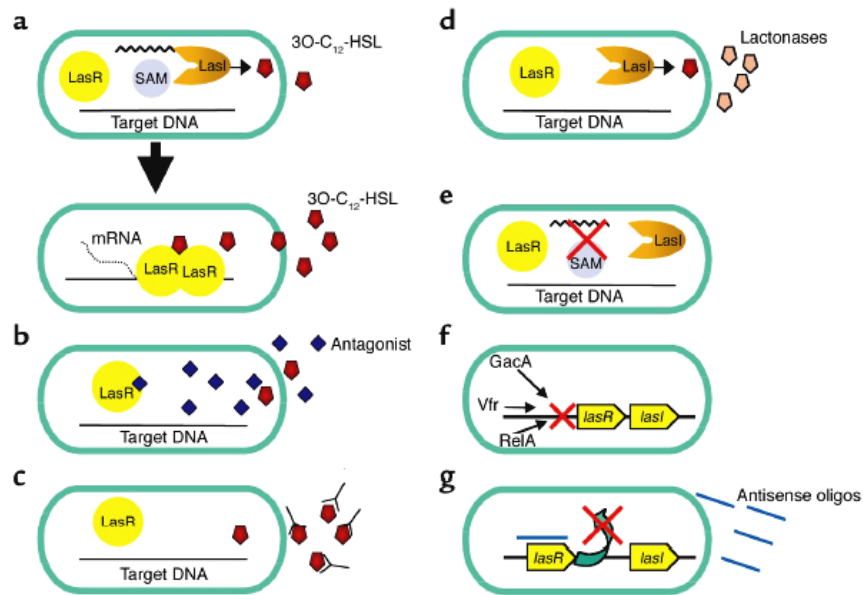 a
3O-C12-HSL
LasR
SAM
LasI
Target DNA
3O-C12-HSL
mRNA
LasR
LasR
b
Antagonist
LasR
Target DNA
c
LasR
Target DNA
d
Lactonases
LasR
LasI
Target DNA
e
LasR
SAM
LasI
Target DNA
f
GacA
Vfr
RelA
lasR
lasI
g
Antisense oligos
lasR
lasI